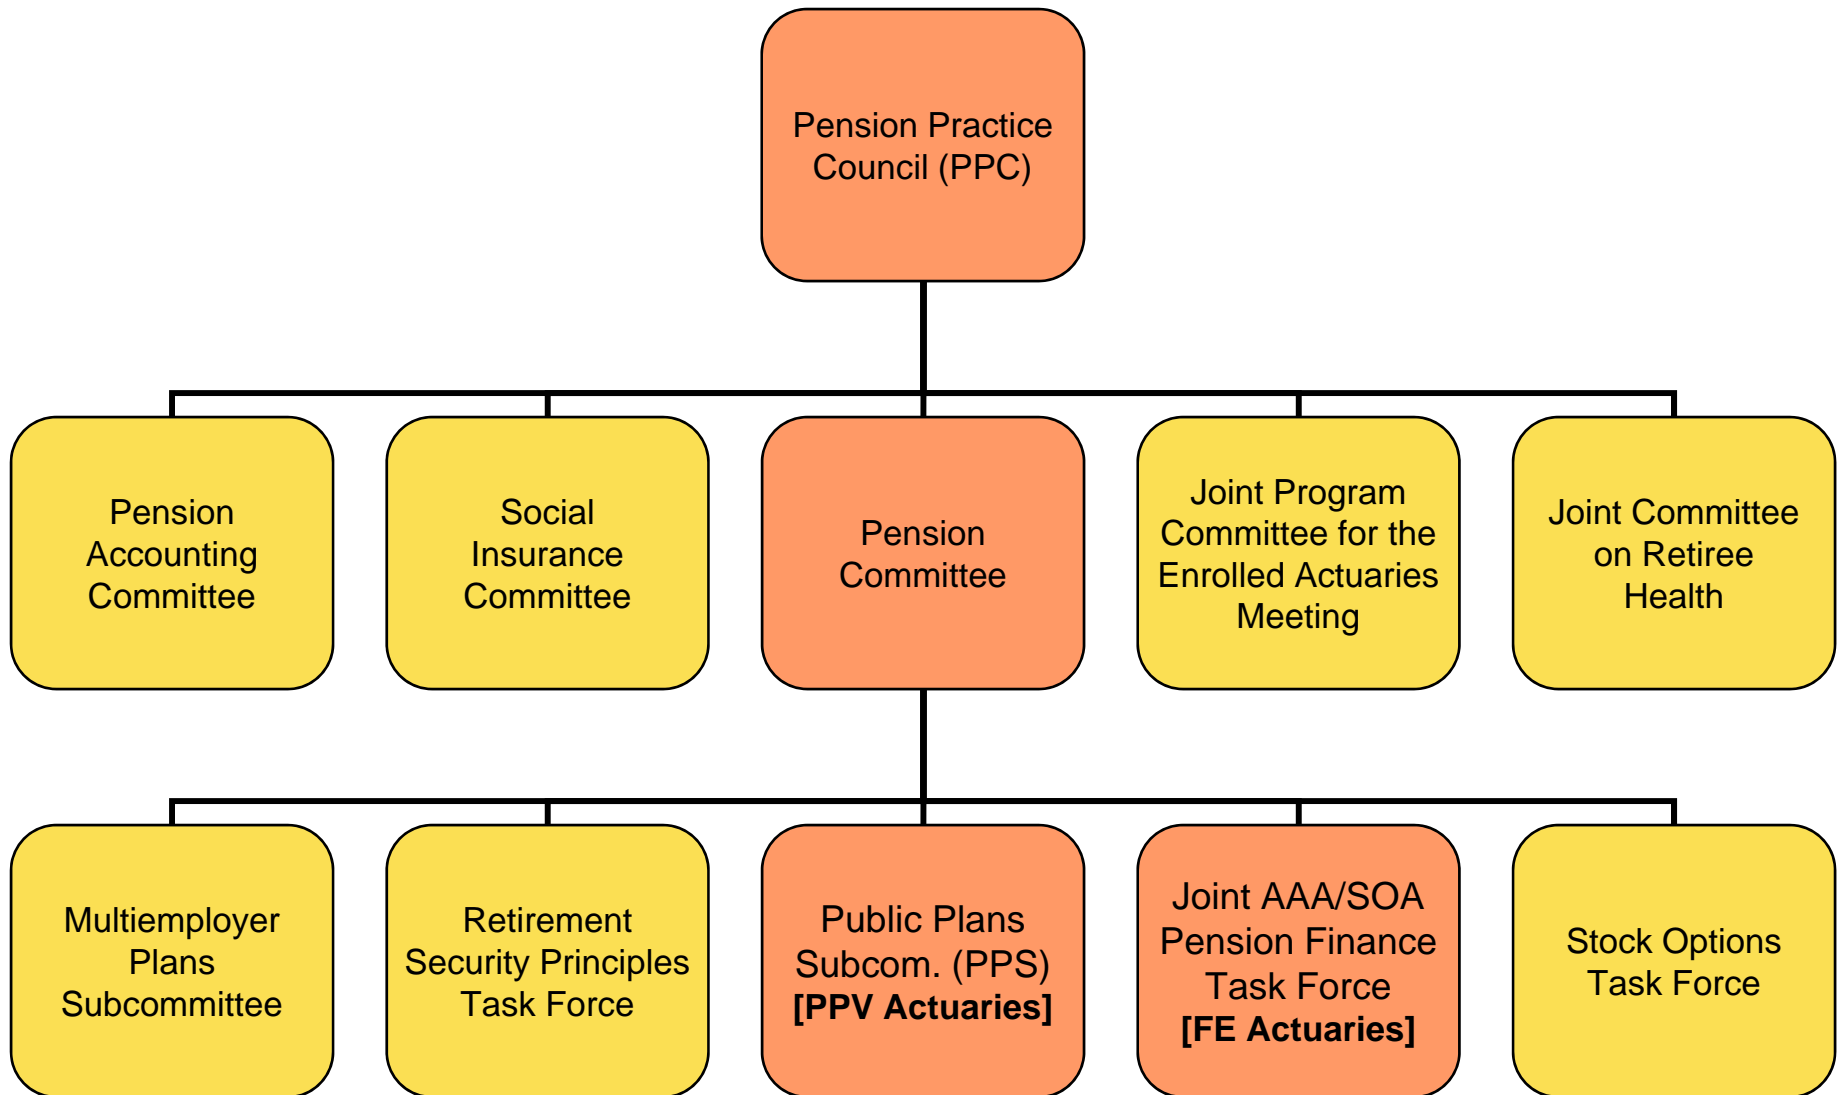 Pension Practice
Council (PPC)
Pension
Accounting
Committee
Social
Insurance
Committee
Pension
Committee
Joint Program
Committee for the
Enrolled Actuaries
Meeting
Joint Committee
on Retiree
Health
Multiemployer
Plans
Subcommittee
Retirement
Security Principles
Task Force
Public Plans
Subcom. (PPS)
[PPV Actuaries]
Joint AAA/SOA
Pension Finance
Task Force
[FE Actuaries]
Stock Options
Task Force